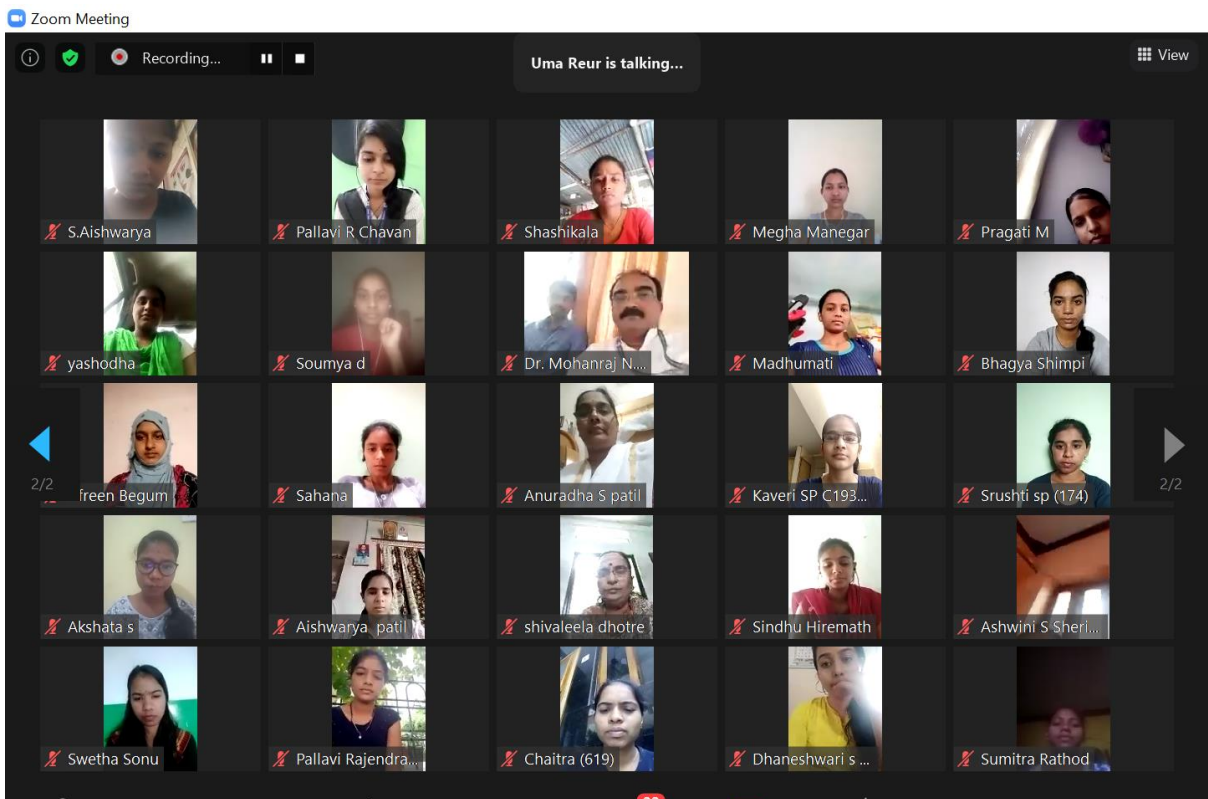 Zoom Meeting
Recording...
Uma Reur is talking...
View
S.Aishwarya
Pallavi R Chavan
Shashikala
Megha Manegar
Pragati M
yashodha
Soumya d
Dr. Mohanraj N....
Madhumati
Bhagya Shimpi
freen Begum
Sahana
Anuradha S patil
Kaveri SP C193...
Srushti sp (174)
2/2
2/2
Akshata s
Aishwarya patil
shivaleela dhotre
Sindhu Hiremath
Ashwini S Sheri...
Swetha Sonu
Pallavi Rajendra...
Chaitra (619)
Dhaneshwari s ...
Sumitra Rathod